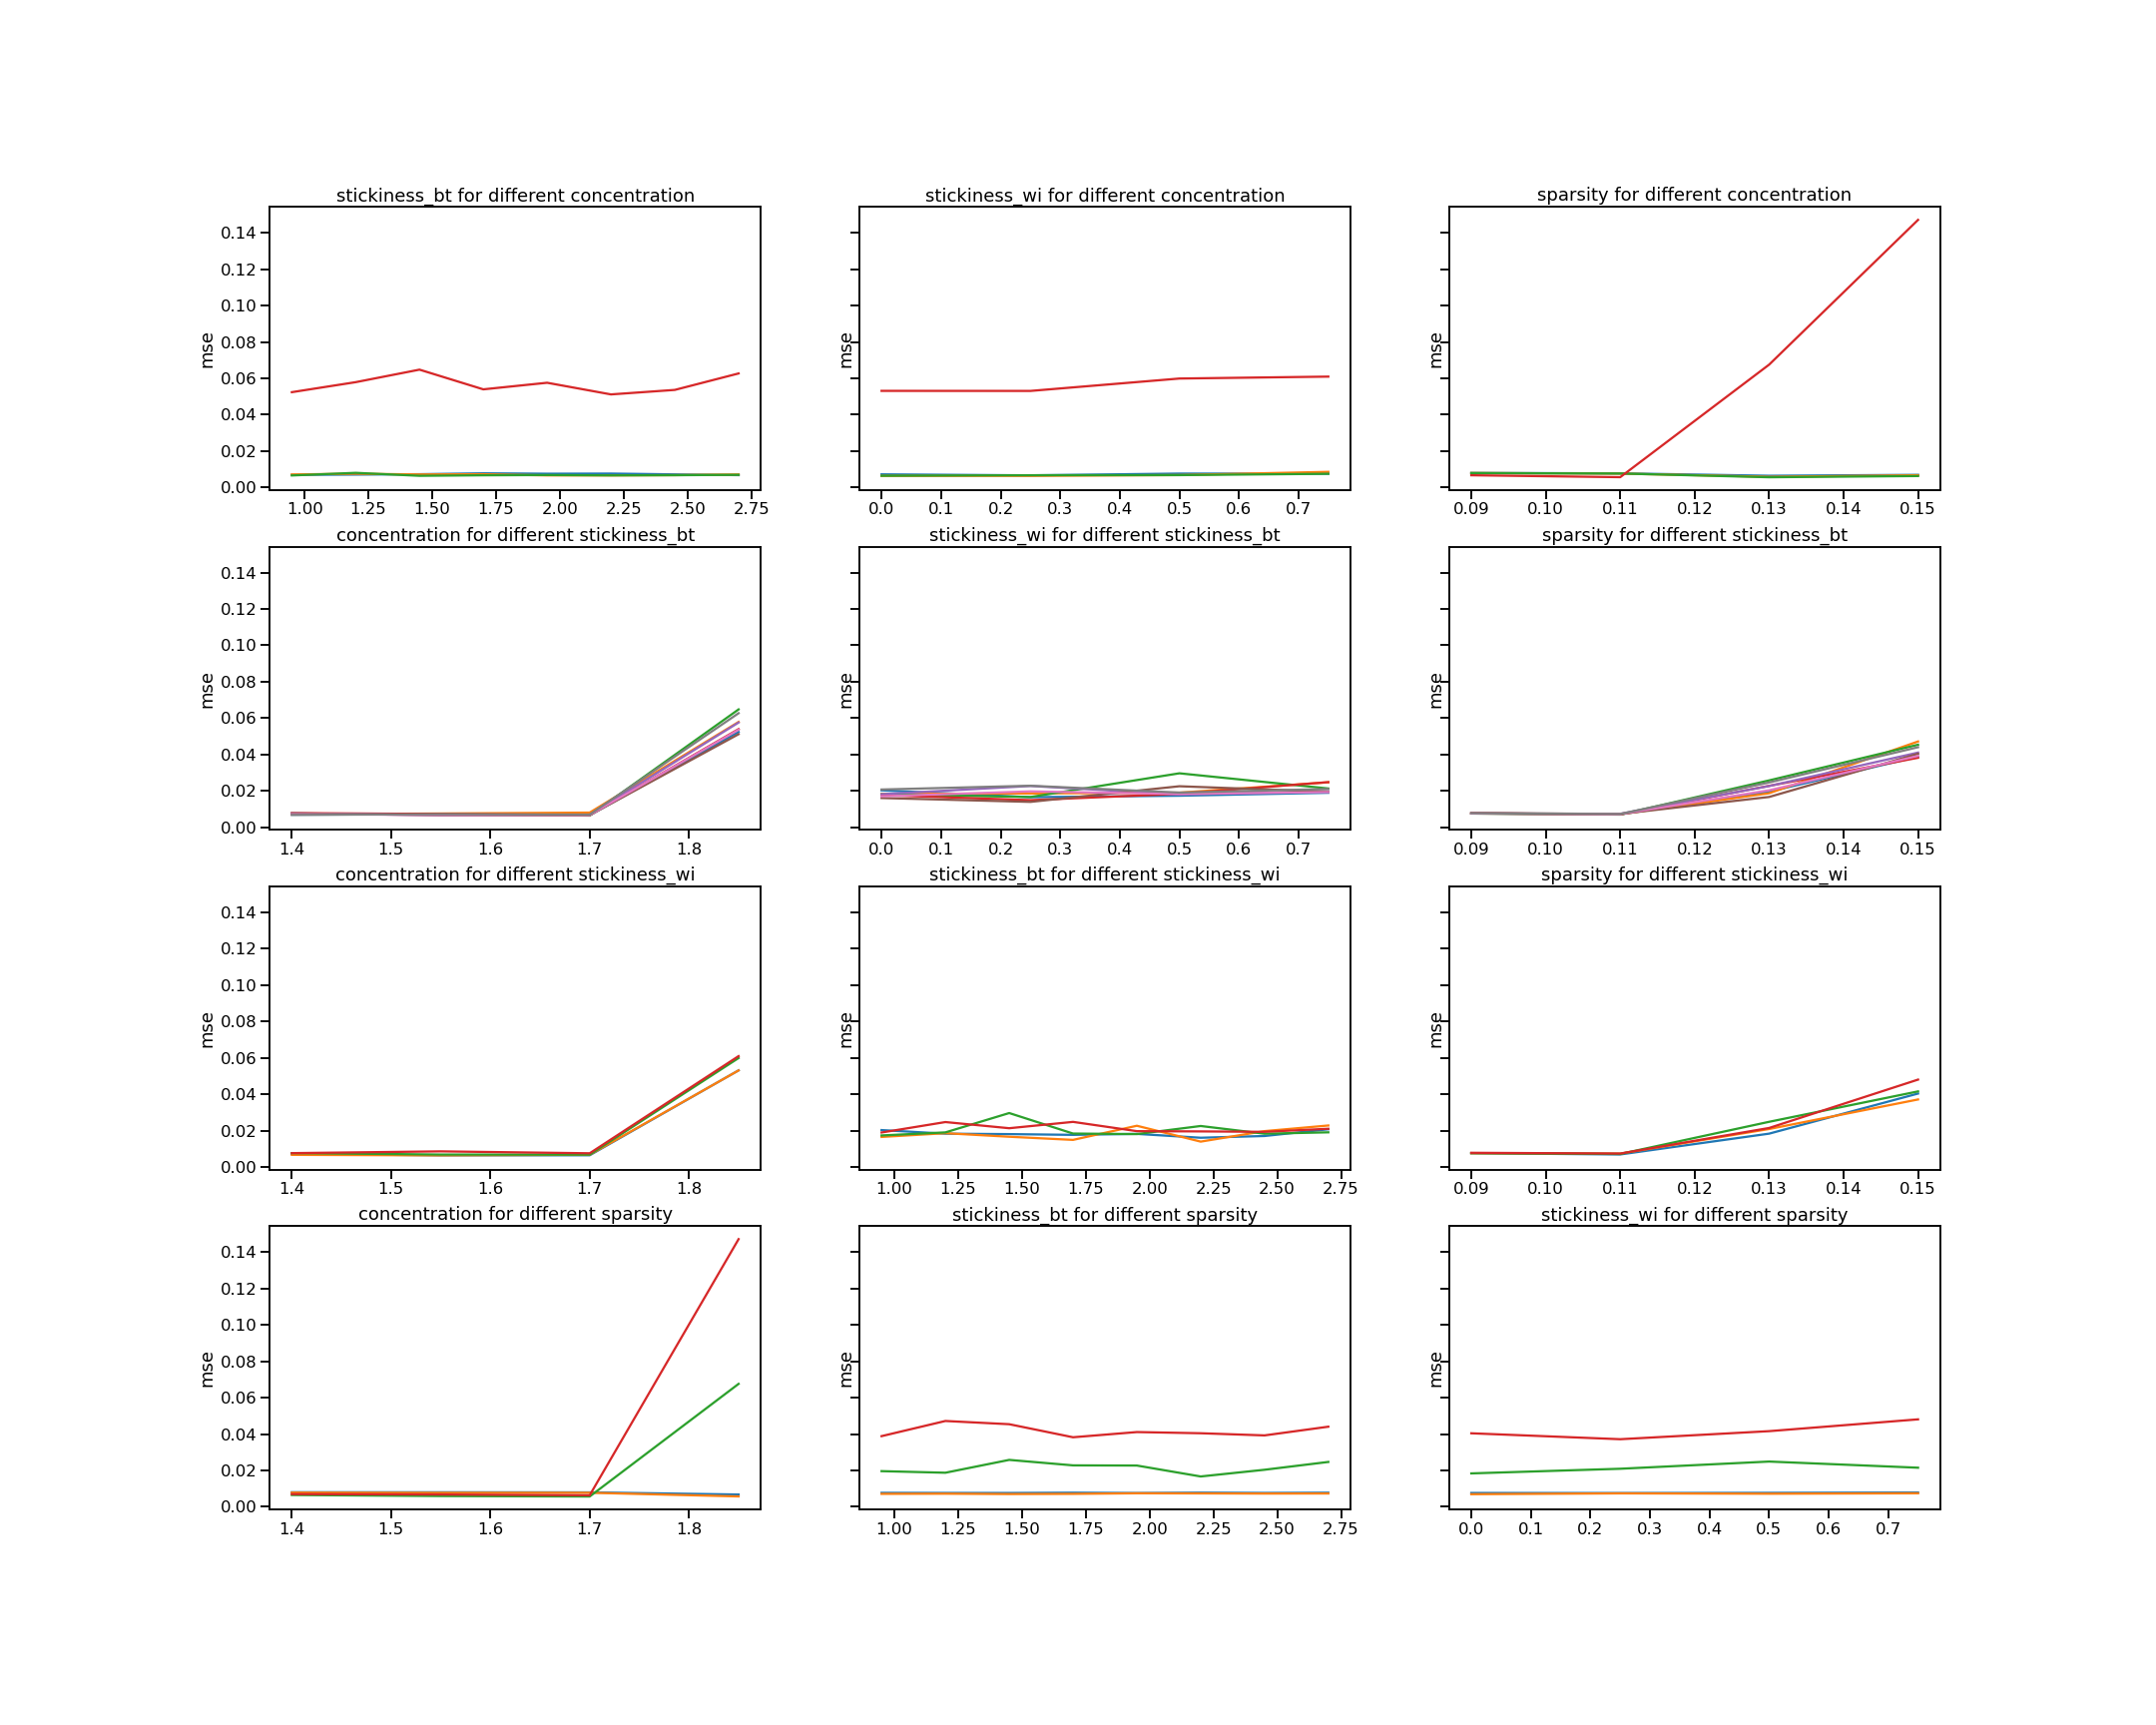 stickiness_bt for different concentration
mse
0.14
0.12
0.10
0.08
0.06
0.04
0.02
0.00
1.00 1.25 1.50 1.75 2.00 2.25 2.50 2.75
stickiness_wi for different concentration
mse
0.0 0.1 0.2 0.3 0.4 0.5 0.6 0.7
sparsity for different concentration
mse
0.09 0.10 0.11 0.12 0.13 0.14 0.15
concentration for different stickiness_bt
mse
0.14
0.12
0.10
0.08
0.06
0.04
0.02
0.00
1.4 1.5 1.6 1.7 1.8
stickiness_wi for different stickiness_bt
mse
0.0 0.1 0.2 0.3 0.4 0.5 0.6 0.7
sparsity for different stickiness_bt
mse
0.09 0.10 0.11 0.12 0.13 0.14 0.15
concentration for different stickiness_wi
mse
0.14
0.12
0.10
0.08
0.06
0.04
0.02
0.00
1.4 1.5 1.6 1.7 1.8
stickiness_bt for different stickiness_wi
mse
1.00 1.25 1.50 1.75 2.00 2.25 2.50 2.75
sparsity for different stickiness_wi
mse
0.09 0.10 0.11 0.12 0.13 0.14 0.15
concentration for different sparsity
mse
0.14
0.12
0.10
0.08
0.06
0.04
0.02
0.00
1.4 1.5 1.6 1.7 1.8
stickiness_bt for different sparsity
mse
1.00 1.25 1.50 1.75 2.00 2.25 2.50 2.75
stickiness_wi for different sparsity
mse
0.0 0.1 0.2 0.3 0.4 0.5 0.6 0.7